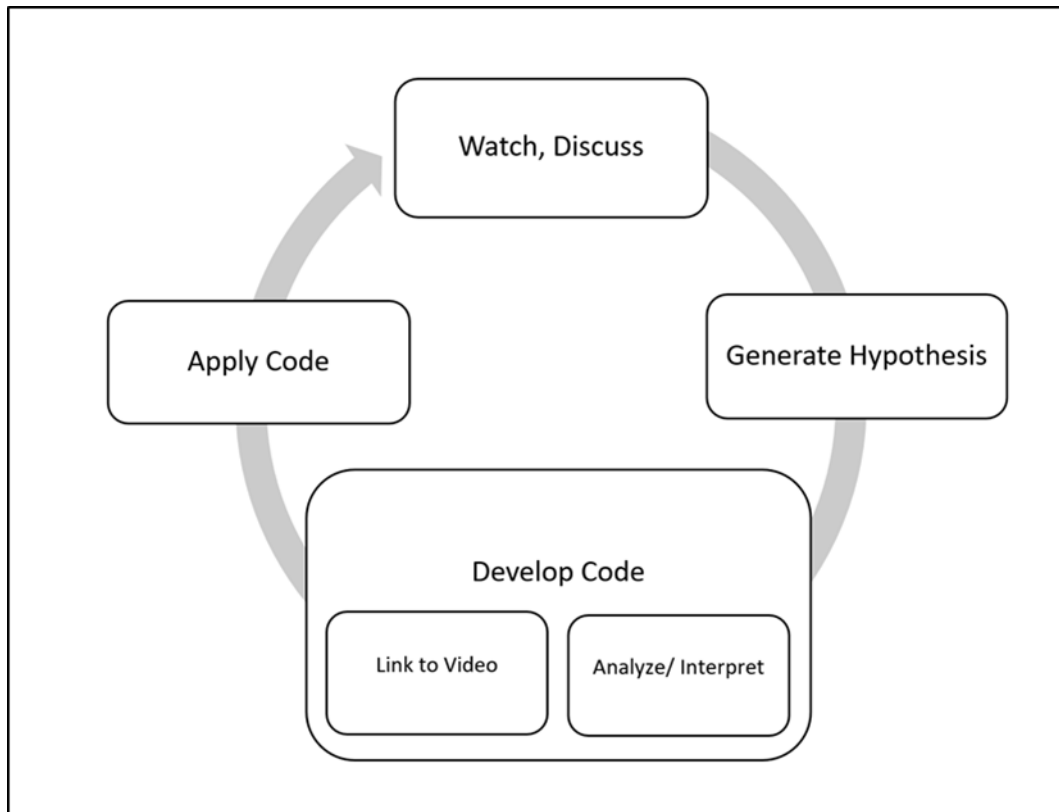 Watch, Discuss
Apply Code
Generate Hypothesis
Develop Code
Link to Video
Analyze/ Interpret